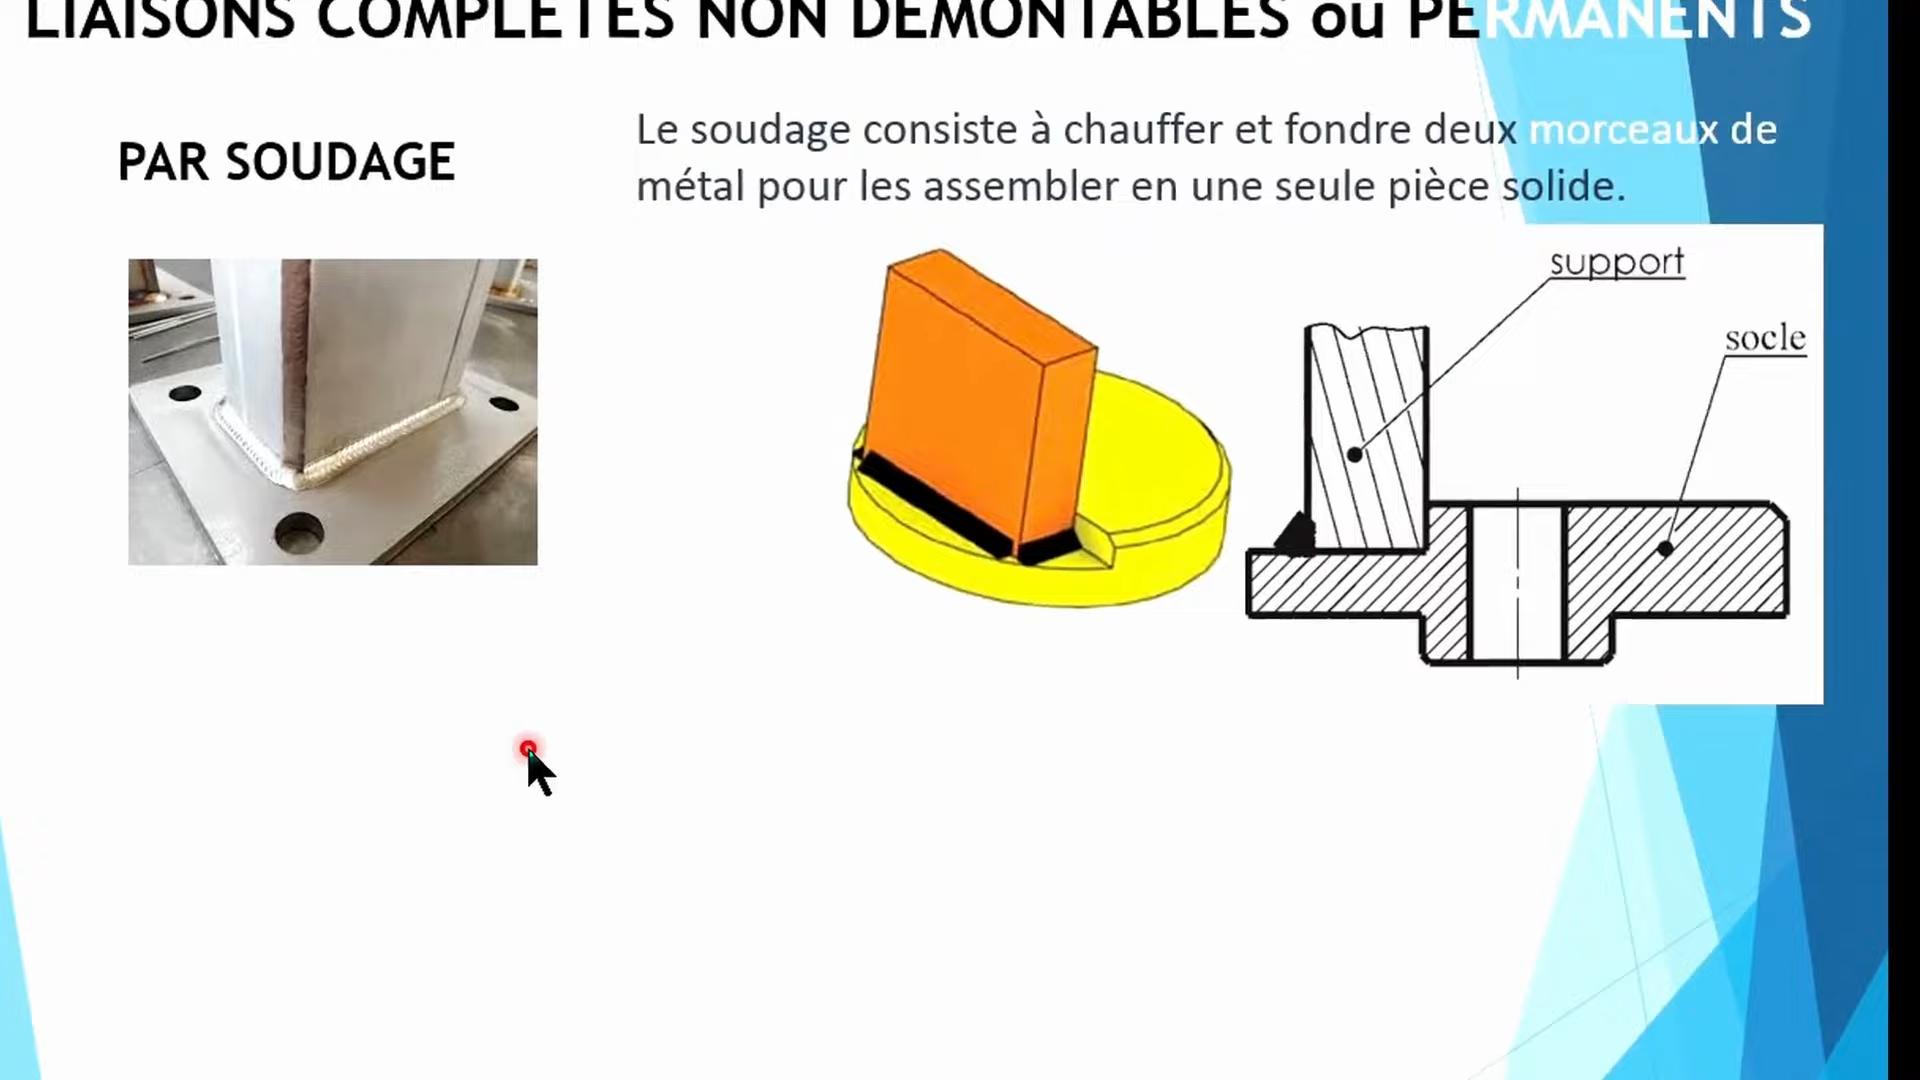 LIAISONS COMPLETES NON DEMONTABLES ou PERMANENTS
PAR SOUDAGE
Le soudage consiste à chauffer et fondre deux morceaux de
métal pour les assembler en une seule pièce solide.
support
socle